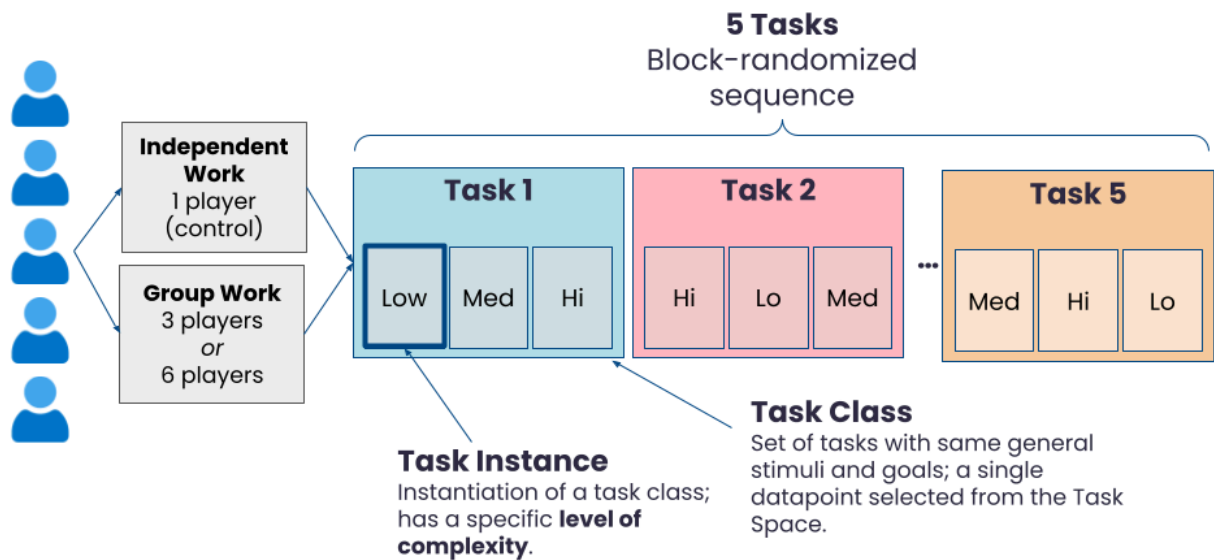 5 Tasks
Block-randomized
sequence
Independent
Work
1 player
(control)
Group Work
3 players
or
6 players
Task 1
Low
Med
Hi
Task 2
Hi
Lo
Med
...
Task 5
Med
Hi
Lo
Task Instance
Instantiation of a task class;
has a specific level of
complexity.
Task Class
Set of tasks with same general
stimuli and goals; a single
datapoint selected from the Task
Space.